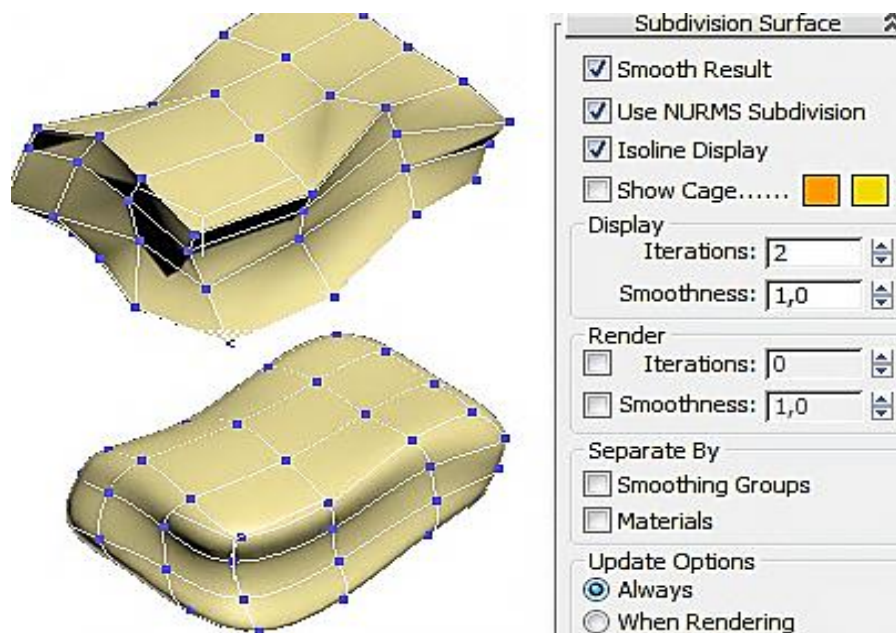 Subdivision Surface
Smooth Result
Use NURMS Subdivision
Isoline Display
Show Cage......
Display
Iterations: 2
Smoothness: 1,0
Render
Iterations: 0
Smoothness: 1,0
Separate By
Smoothing Groups
Materials
Update Options
Always
When Rendering